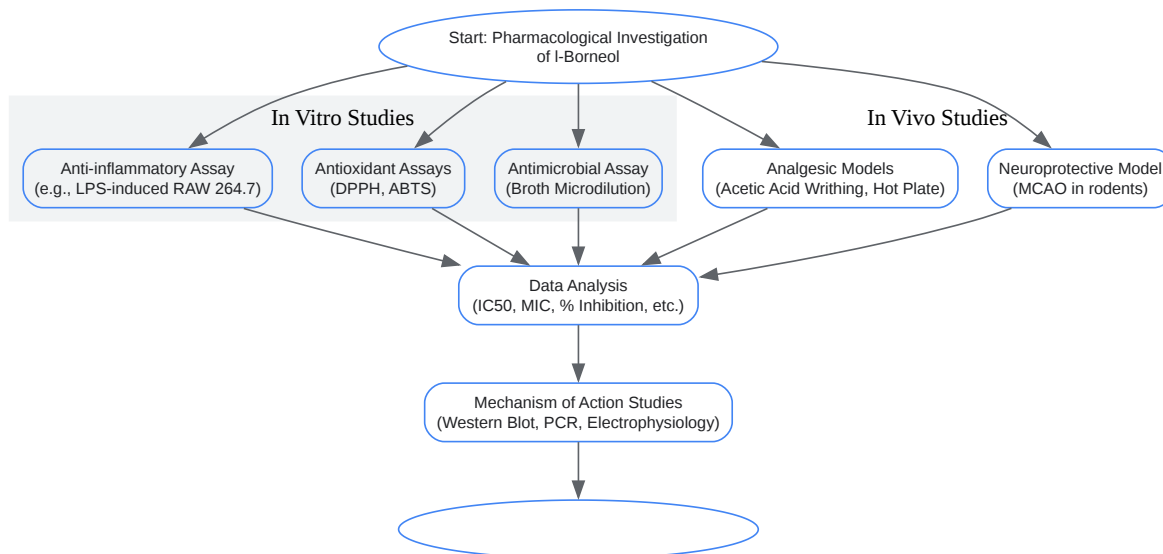 Start: Pharmacological Investigation
of l-Borneol
In Vitro Studies
In Vivo Studies
Anti-inflammatory Assay
(e.g., LPS-induced RAW 264.7)
Antioxidant Assays
(DPPH, ABTS)
Antimicrobial Assay
(Broth Microdilution)
Analgesic Models
(Acetic Acid Writhing, Hot Plate)
Neuroprotective Model
(MCAO in rodents)
Data Analysis
(IC50, MIC, % Inhibition, etc.)
Mechanism of Action Studies
(Western Blot, PCR, Electrophysiology)